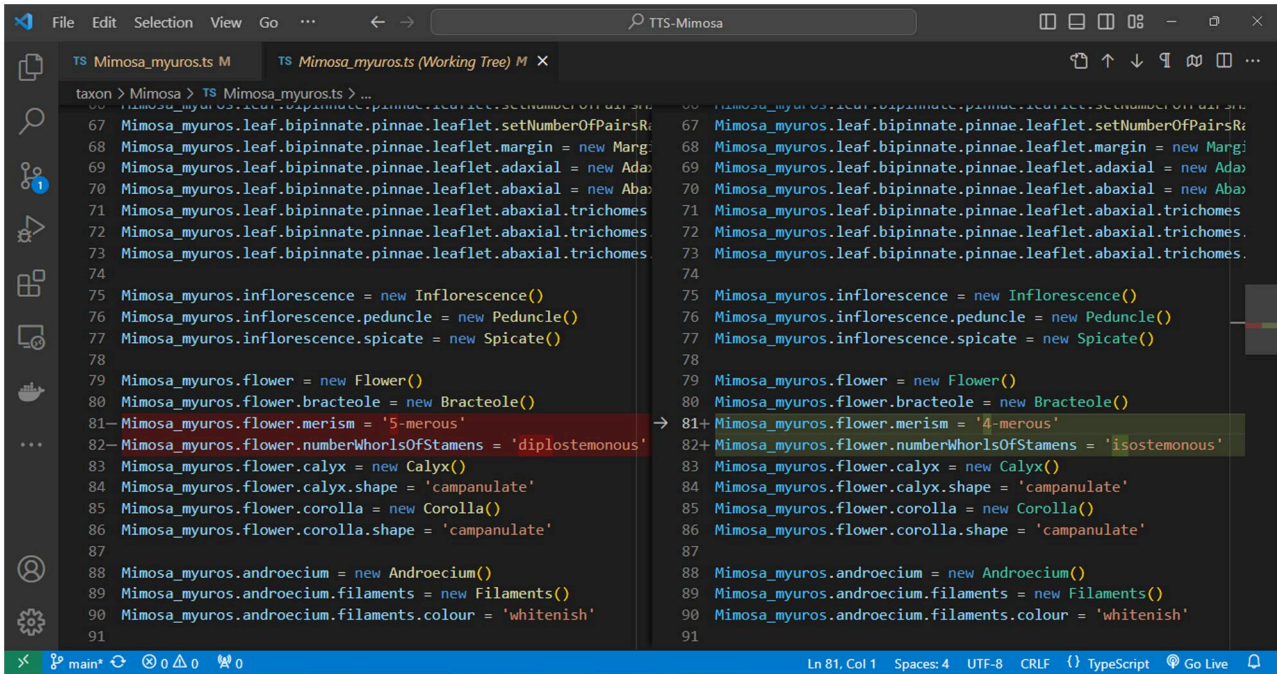 File Edit Selection View Go ··· ← → TTS-Mimosa
TS Mimosa_myuros.ts M TS Mimosa_myuros.ts (Working Tree) M ×
taxon > Mimosa > TS Mimosa_myuros.ts > ...
67 Mimosa_myuros.leaf.bipinnate.pinnae.leaflet.setNumberOfPairsRa
68 Mimosa_myuros.leaf.bipinnate.pinnae.leaflet.margin = new Marg
69 Mimosa_myuros.leaf.bipinnate.pinnae.leaflet.adaxial = new Ada
70 Mimosa_myuros.leaf.bipinnate.pinnae.leaflet.abaxial = new Aba
71 Mimosa_myuros.leaf.bipinnate.pinnae.leaflet.abaxial.trichomes
72 Mimosa_myuros.leaf.bipinnate.pinnae.leaflet.abaxial.trichomes.
73 Mimosa_myuros.leaf.bipinnate.pinnae.leaflet.abaxial.trichomes.
74
75 Mimosa_myuros.inflorescence = new Inflorescence()
76 Mimosa_myuros.inflorescence.peduncle = new Peduncle()
77 Mimosa_myuros.inflorescence.spicate = new Spicate()
78
79 Mimosa_myuros.flower = new Flower()
80 Mimosa_myuros.flower.bracteole = new Bracteole()
81− Mimosa_myuros.flower.merism = '5-merous'
82− Mimosa_myuros.flower.numberWhorlsOfStamens = 'diplostemonous'
83 Mimosa_myuros.flower.calyx = new Calyx()
84 Mimosa_myuros.flower.calyx.shape = 'campanulate'
85 Mimosa_myuros.flower.corolla = new Corolla()
86 Mimosa_myuros.flower.corolla.shape = 'campanulate'
87
88 Mimosa_myuros.androecium = new Androecium()
89 Mimosa_myuros.androecium.filaments = new Filaments()
90 Mimosa_myuros.androecium.filaments.colour = 'whitenish'
91
67 Mimosa_myuros.leaf.bipinnate.pinnae.leaflet.setNumberOfPairsRa
68 Mimosa_myuros.leaf.bipinnate.pinnae.leaflet.margin = new Margi
69 Mimosa_myuros.leaf.bipinnate.pinnae.leaflet.adaxial = new Adax
70 Mimosa_myuros.leaf.bipinnate.pinnae.leaflet.abaxial = new Abax
71 Mimosa_myuros.leaf.bipinnate.pinnae.leaflet.abaxial.trichomes
72 Mimosa_myuros.leaf.bipinnate.pinnae.leaflet.abaxial.trichomes.
73 Mimosa_myuros.leaf.bipinnate.pinnae.leaflet.abaxial.trichomes.
74
75 Mimosa_myuros.inflorescence = new Inflorescence()
76 Mimosa_myuros.inflorescence.peduncle = new Peduncle()
77 Mimosa_myuros.inflorescence.spicate = new Spicate()
78
79 Mimosa_myuros.flower = new Flower()
80 Mimosa_myuros.flower.bracteole = new Bracteole()
→ 81+ Mimosa_myuros.flower.merism = '4-merous'
82+ Mimosa_myuros.flower.numberWhorlsOfStamens = 'isostemonous'
83 Mimosa_myuros.flower.calyx = new Calyx()
84 Mimosa_myuros.flower.calyx.shape = 'campanulate'
85 Mimosa_myuros.flower.corolla = new Corolla()
86 Mimosa_myuros.flower.corolla.shape = 'campanulate'
87
88 Mimosa_myuros.androecium = new Androecium()
89 Mimosa_myuros.androecium.filaments = new Filaments()
90 Mimosa_myuros.androecium.filaments.colour = 'whitenish'
91
1
main* 0 0 0 Ln 81, Col 1 Spaces: 4 UTF-8 CRLF {} TypeScript Go Live